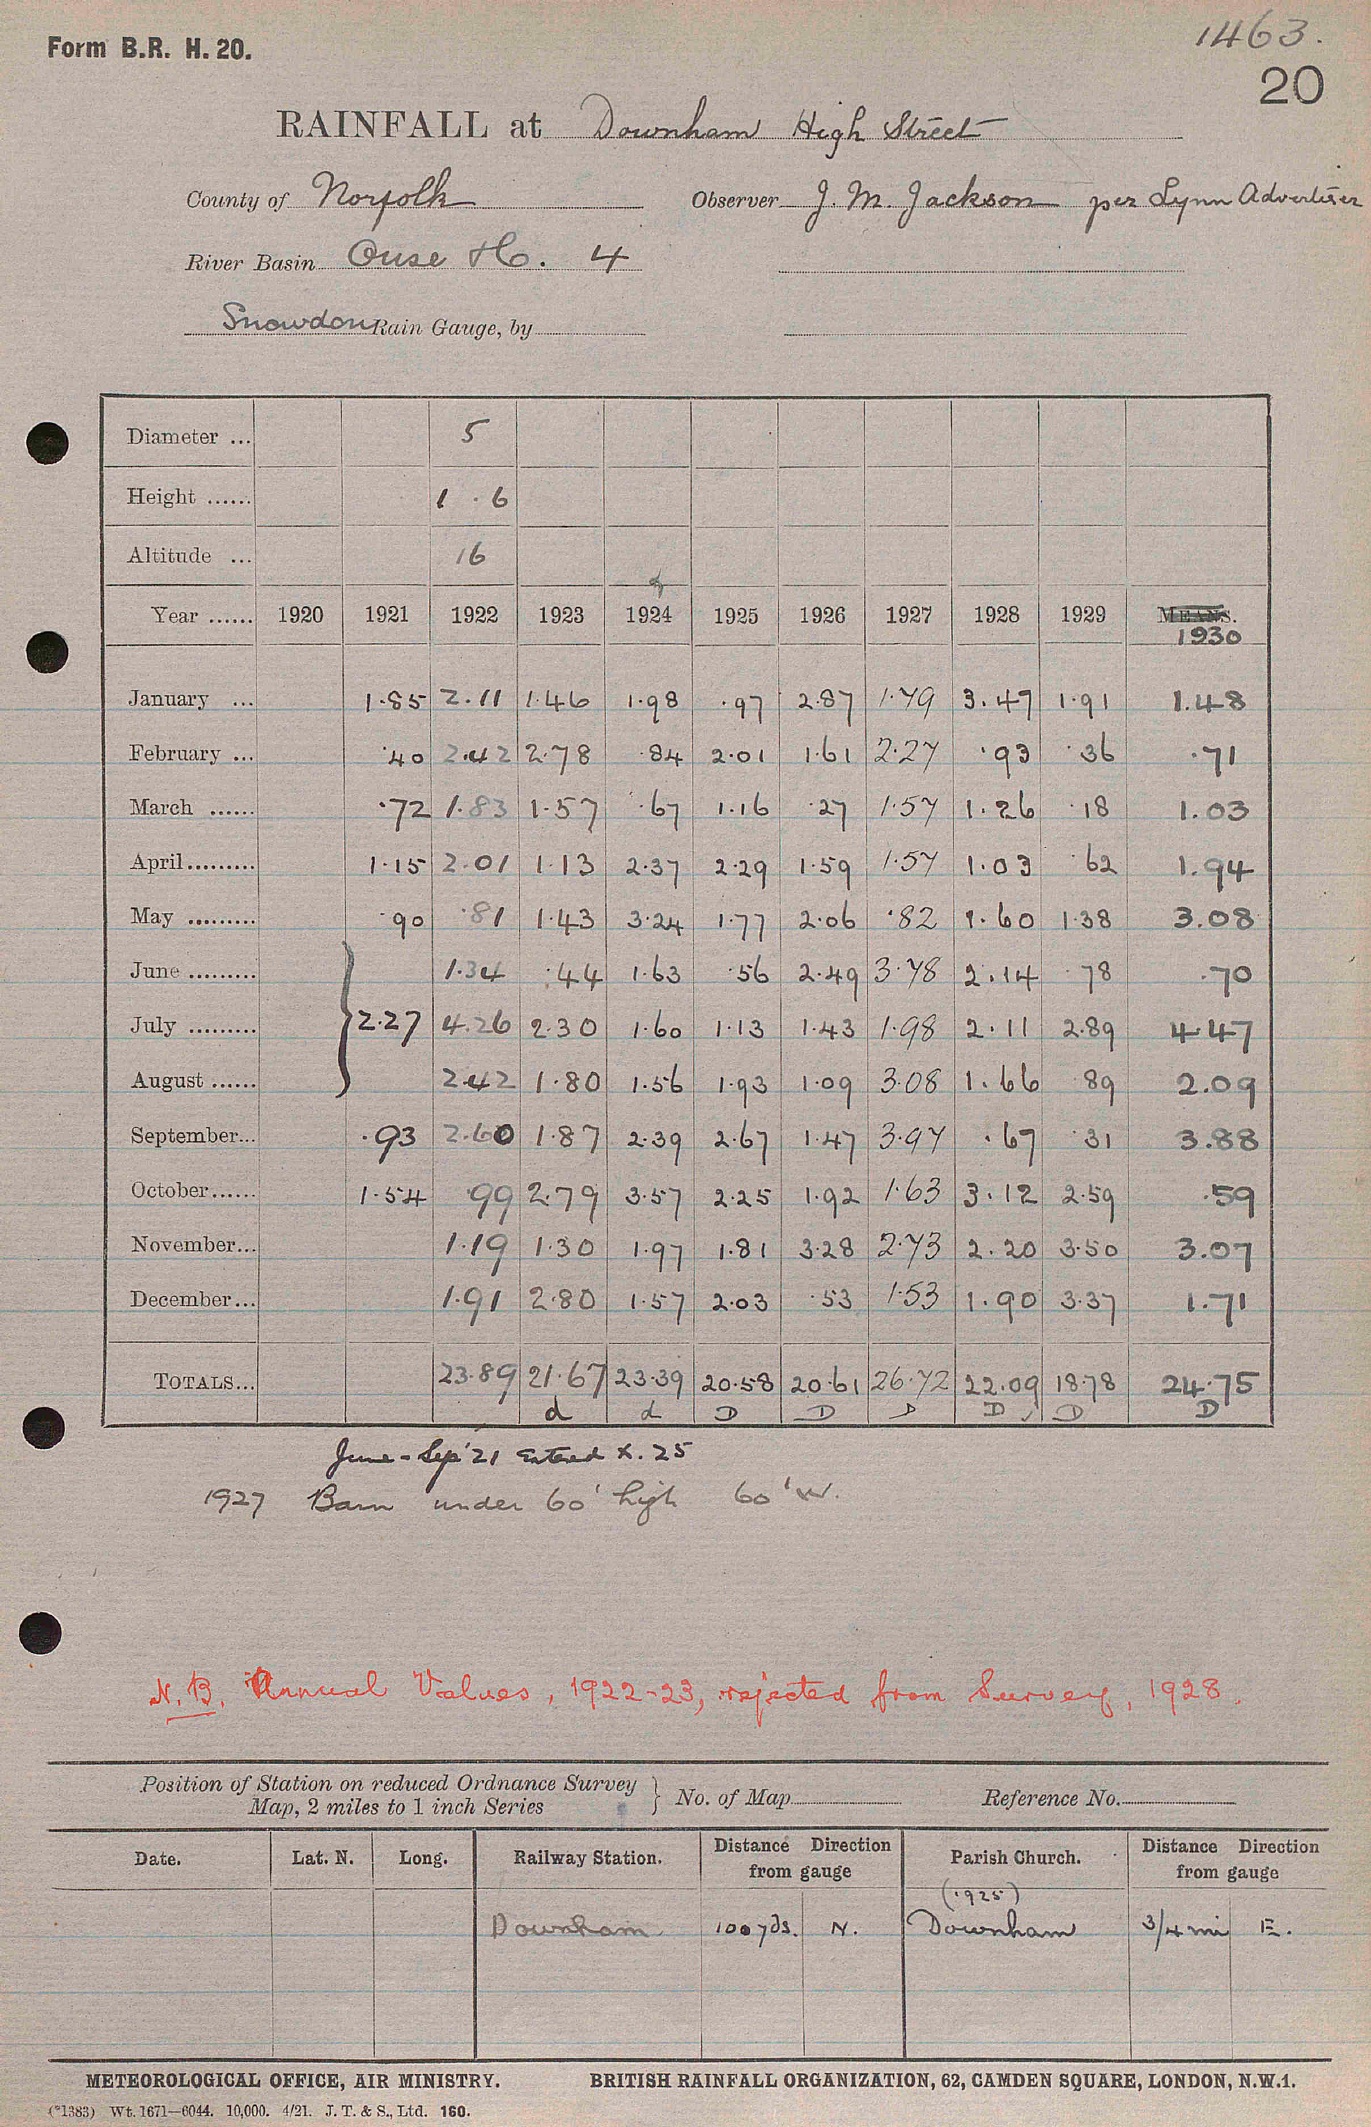 1463.
Form B.R. H. 20.
20
RAINFALL at Downham High Street
County of Norfolk Observer J. M. Jackson per Lynn Advertiser
River Basin Ouse 4
Snowdon Rain Gauge, by
Diameter ... 5
Height ...... 1 . 6
Altitude ... 16
Year ...... 1920 1921 1922 1923 1924 1925 1926 1927 1928 1929 MEANS.
1930
January ... 1.85 2.11 1.46 1.98 .97 2.87 1.79 3.47 1.91 1.48
February ... .40 2.42 2.78 .84 2.01 1.61 2.27 .93 .36 .71
March ...... .72 1.83 1.57 .67 1.16 .27 1.57 1.26 .18 1.03
April......... 1.15 2.01 1.13 2.37 2.29 1.59 1.57 1.03 .62 1.94
May ......... .90 .81 1.43 3.24 1.77 2.06 .82 1.60 1.38 3.08
June ......... 1.34 .44 1.63 .56 2.49 3.78 2.14 .78 .70
July ......... } 2.27 4.26 2.30 1.60 1.13 1.43 1.98 2.11 2.89 4.47
August ...... 2.42 1.80 1.56 1.93 1.09 3.08 1.66 .89 2.09
September... .93 2.60 1.87 2.39 2.67 1.47 3.97 .67 .31 3.88
October...... 1.54 .99 2.79 3.57 2.25 1.92 1.63 3.12 2.59 .59
November... 1.19 1.30 1.97 1.81 3.28 2.73 2.20 3.50 3.07
December... 1.91 2.80 1.57 2.03 .53 1.53 1.90 3.37 1.71
TOTALS... 23.89 21.67 23.39 20.58 20.61 26.72 22.09 18.78 24.75
d d D D D D D D
June - Sep '21 entered X. 25
1927 Barn under 60' high 60' W.
N.B. Annual Values, 1922-23, rejected from Survey, 1928.
Position of Station on reduced Ordnance Survey
Map, 2 miles to 1 inch Series } No. of Map Reference No.
Date. Lat. N. Long. Railway Station. Distance Direction from gauge Parish Church. Distance Direction from gauge
(1925)
Downham 100 yds. N. Downham 3/4 mi E.
METEOROLOGICAL OFFICE, AIR MINISTRY. BRITISH RAINFALL ORGANIZATION, 62, CAMDEN SQUARE, LONDON, N.W.1.
(*1383) Wt. 1671—6044. 10,000. 4/21. J. T. & S., Ltd. 160.